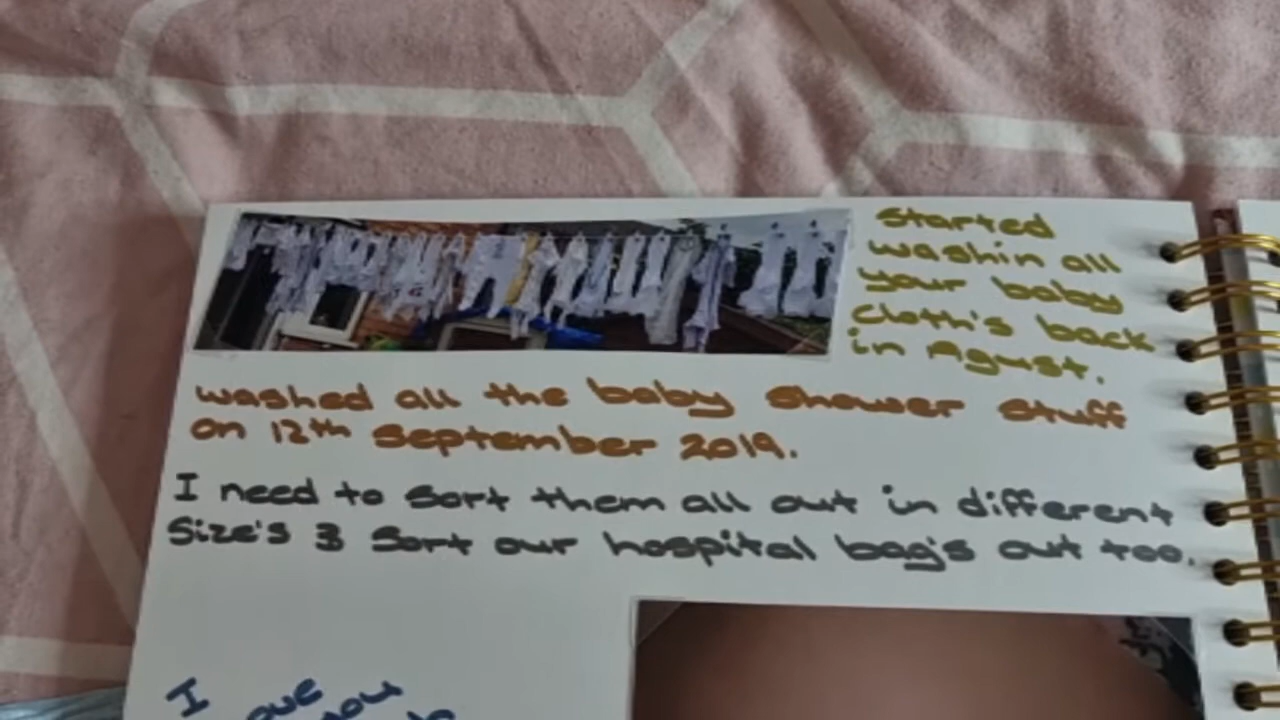 Started
washin all
your baby
cloth's back
in Agust.
washed all the baby shower stuff
on 12th September 2019.
I need to sort them all out in different
Size's & Sort our hospital bag's out too.
I
you